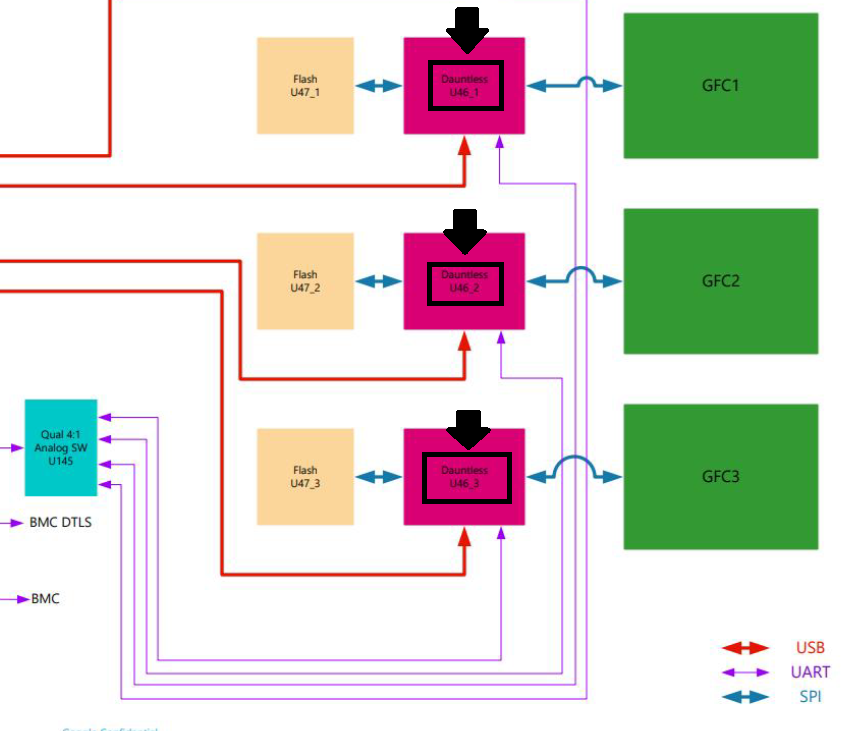 Flash
U47_1
Dauntless
U46_1
GFC1
Flash
U47_2
Dauntless
U46_2
GFC2
Qual 4:1
Analog SW
U145
Flash
U47_3
Dauntless
U46_3
GFC3
BMC DTLS
BMC
USB
UART
SPI